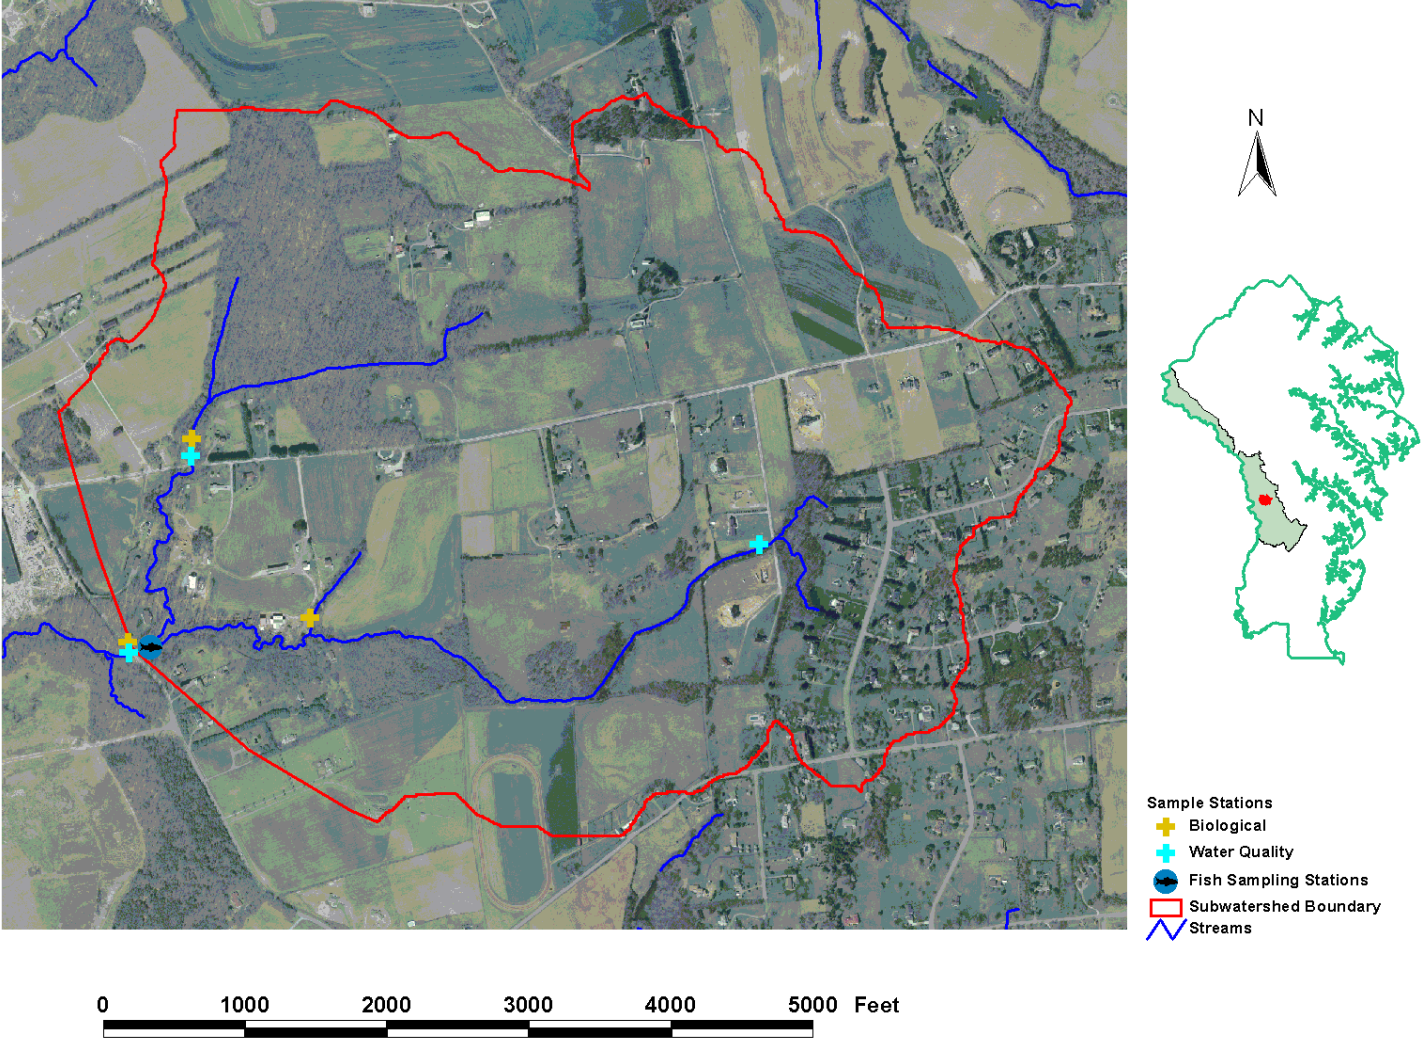 N
Sample Stations
Biological
Water Quality
Fish Sampling Stations
Subwatershed Boundary
Streams
0 1000 2000 3000 4000 5000 Feet